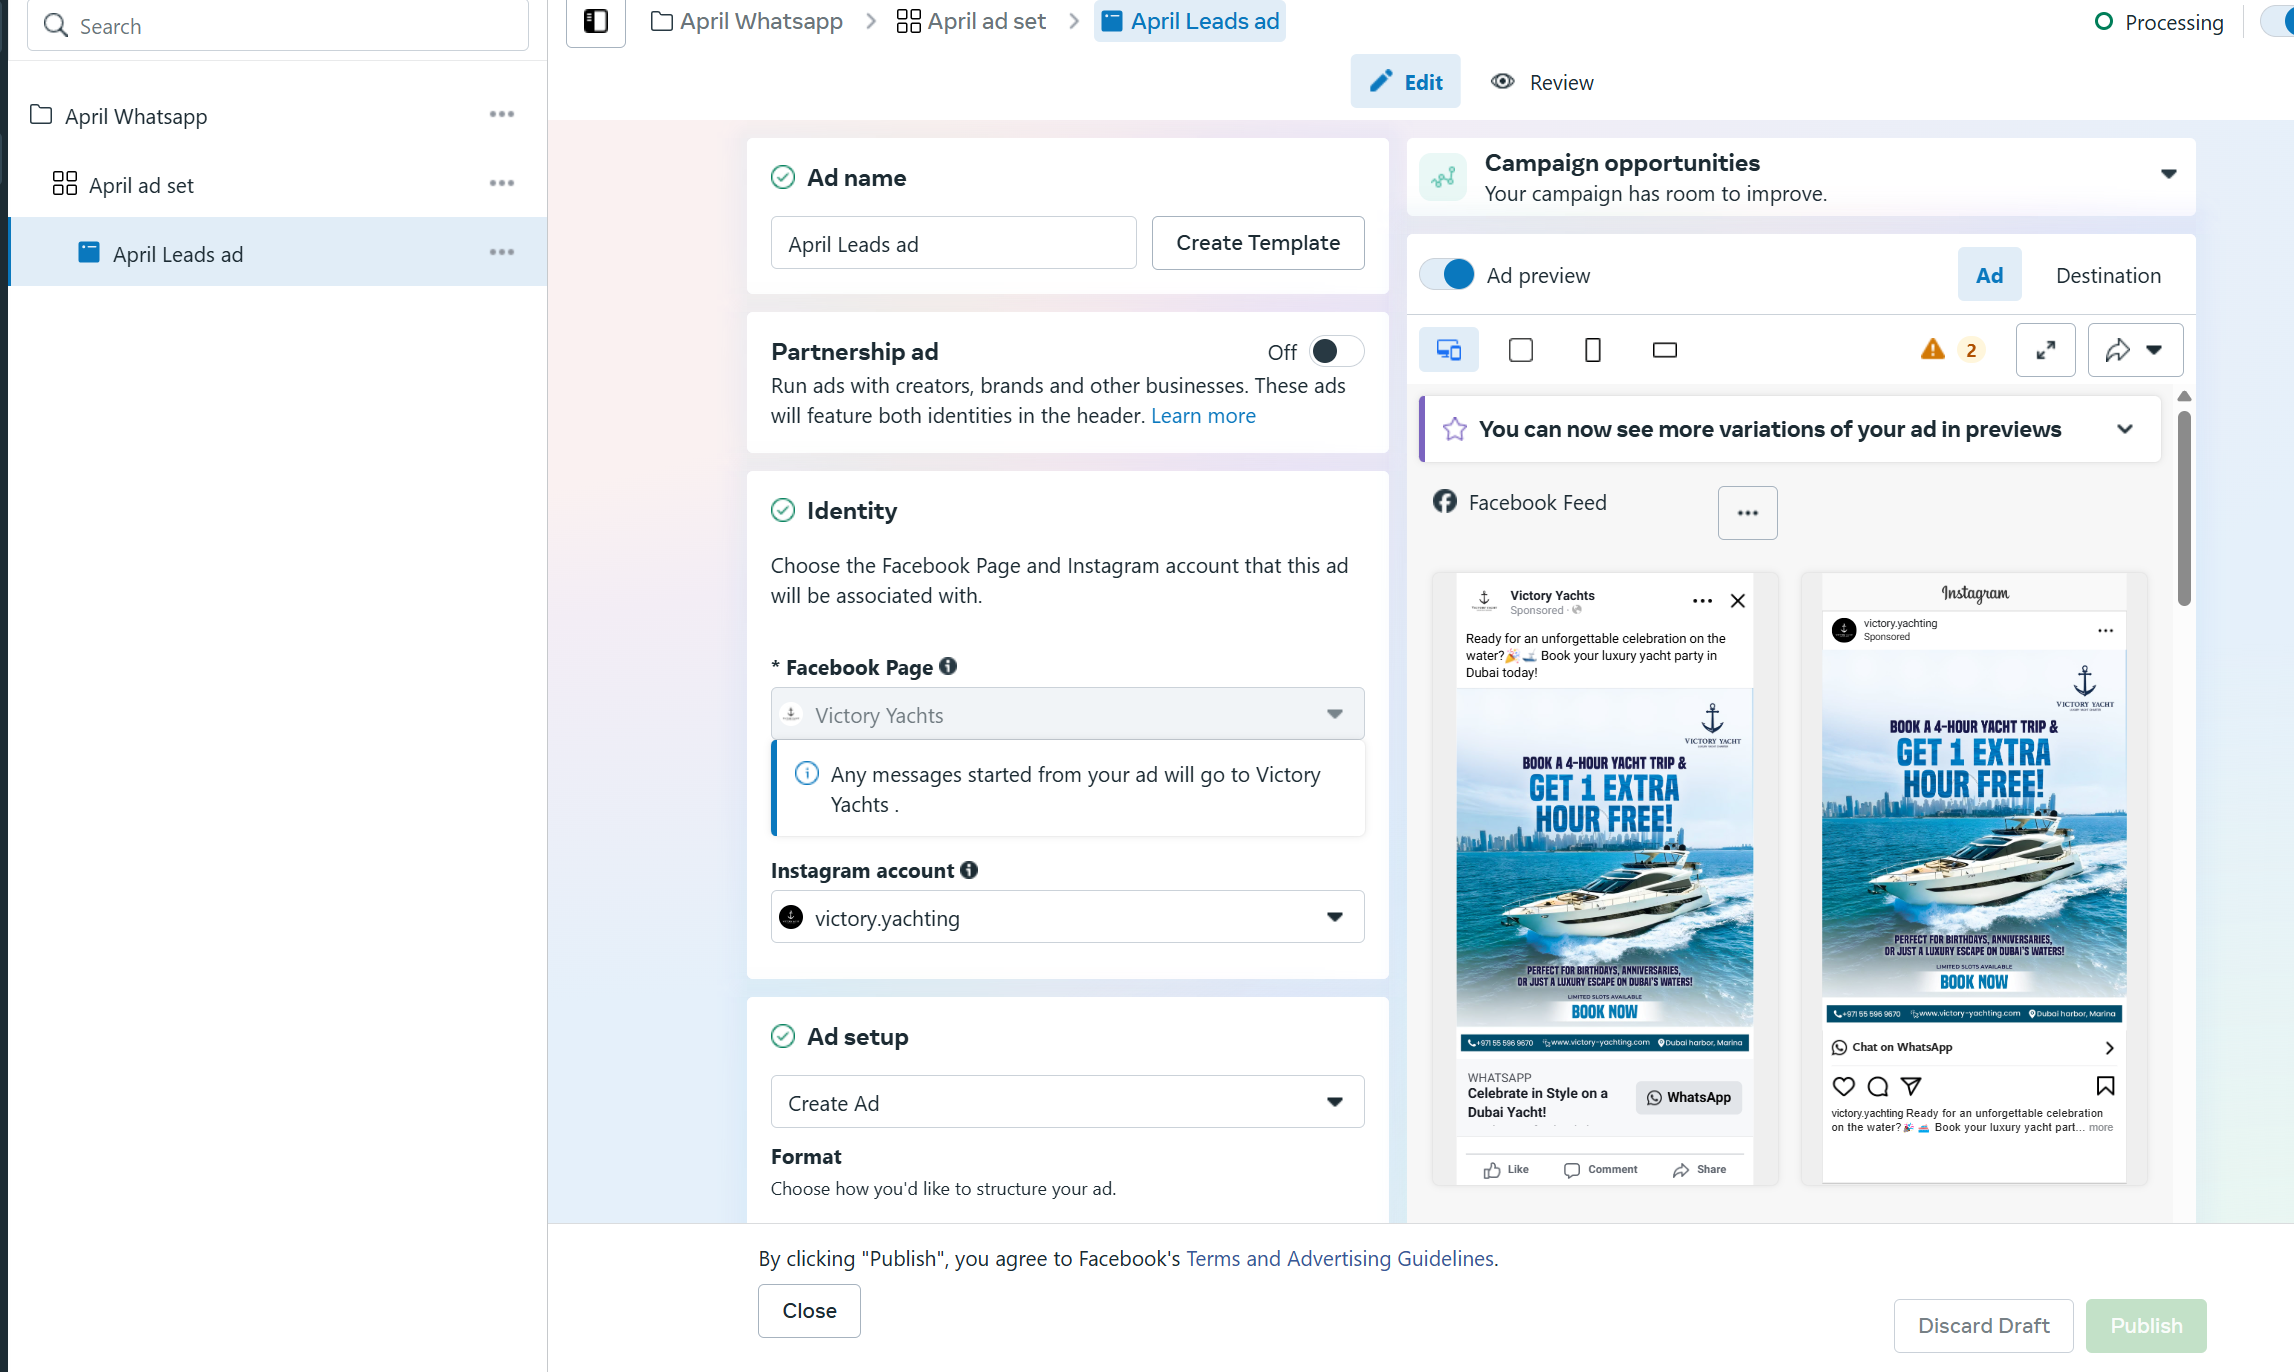 Search
April Whatsapp
April ad set
April Leads ad
April Whatsapp
April ad set
April Leads ad
Processing
Edit
Review
Ad name
April Leads ad
Create Template
Partnership ad
Off
Run ads with creators, brands and other businesses. These ads
will feature both identities in the header. Learn more
Identity
Choose the Facebook Page and Instagram account that this ad
will be associated with.
* Facebook Page
Victory Yachts
Any messages started from your ad will go to Victory
Yachts .
Instagram account
victory.yachting
Ad setup
Create Ad
Format
Choose how you'd like to structure your ad.
Campaign opportunities
Your campaign has room to improve.
Ad preview
Ad
Destination
2
You can now see more variations of your ad in previews
Facebook Feed
Victory Yachts
Sponsored ·
Ready for an unforgettable celebration on the
water?🎉🛥️ Book your luxury yacht party in
Dubai today!
VICTORY YACHT
BOOK A 4-HOUR YACHT TRIP &
GET 1 EXTRA
HOUR FREE!
PERFECT FOR BIRTHDAYS, ANNIVERSARIES,
OR JUST A LUXURY ESCAPE ON DUBAI'S WATERS!
LIMITED SLOTS AVAILABLE
BOOK NOW
+971 55 596 9670 www.victory-yachting.com Dubai harbor, Marina
WHATSAPP
Celebrate in Style on a
Dubai Yacht!
WhatsApp
Like
Comment
Share
Instagram
victory.yachting
Sponsored
VICTORY YACHT
BOOK A 4-HOUR YACHT TRIP &
GET 1 EXTRA
HOUR FREE!
PERFECT FOR BIRTHDAYS, ANNIVERSARIES,
OR JUST A LUXURY ESCAPE ON DUBAI'S WATERS!
LIMITED SLOTS AVAILABLE
BOOK NOW
+971 55 596 9670 www.victory-yachting.com Dubai harbor, Marina
Chat on WhatsApp
victory.yachting Ready for an unforgettable celebration
on the water?🎉🛥️ Book your luxury yacht part... more
By clicking "Publish", you agree to Facebook's Terms and Advertising Guidelines.
Close
Discard Draft
Publish